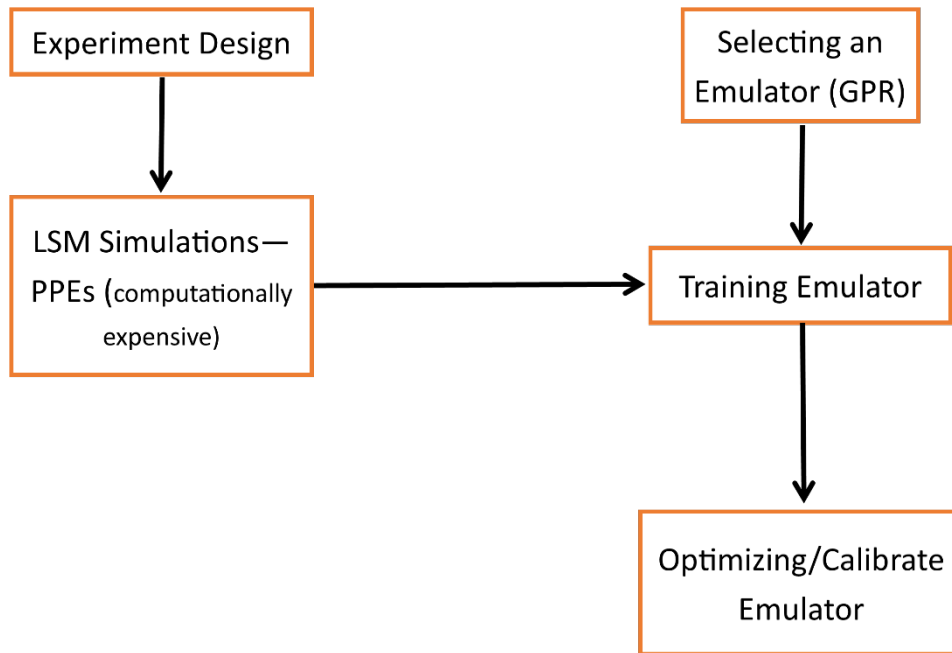 Experiment Design
Selecting an
Emulator (GPR)
LSM Simulations—
PPEs (computationally
expensive)
Training Emulator
Optimizing/Calibrate
Emulator